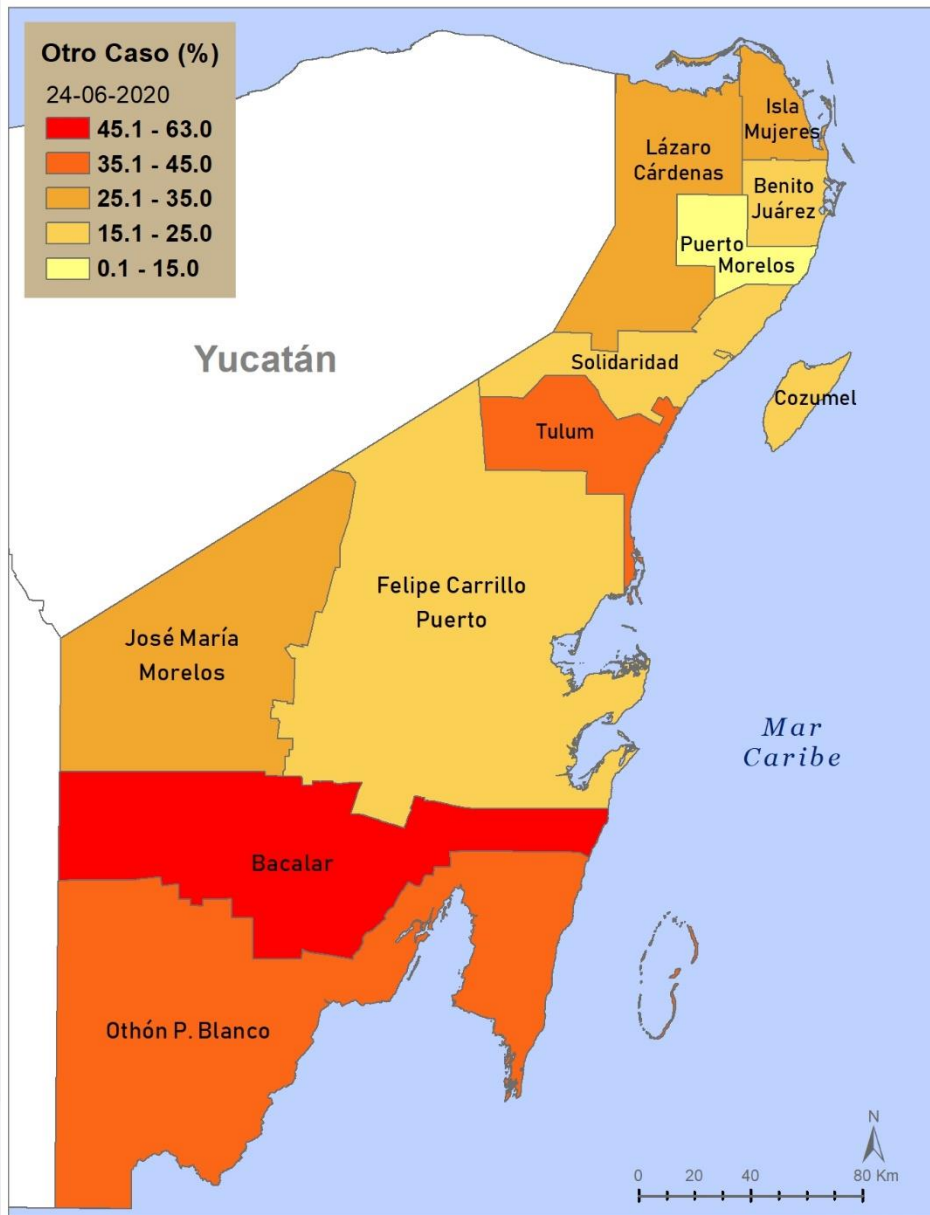 Otro Caso (%)
24-06-2020
45.1 - 63.0
35.1 - 45.0
25.1 - 35.0
15.1 - 25.0
0.1 - 15.0
Isla
Mujeres
Lázaro
Cárdenas
Benito
Juárez
Puerto
Morelos
Yucatán
Solidaridad
Cozumel
Tulum
Felipe Carrillo
Puerto
José María
Morelos
Mar
Caribe
Bacalar
Othón P. Blanco
N
0 20 40 80 Km